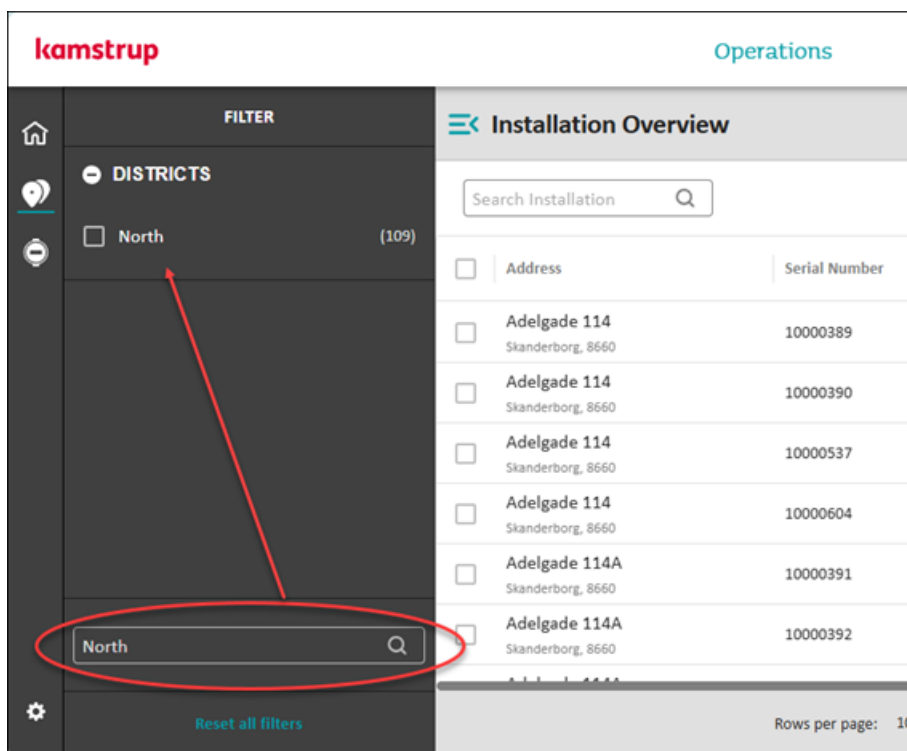 kamstrup
Operations
FILTER
DISTRICTS
North (109)
North
Reset all filters
Installation Overview
Search Installation
Address Serial Number
Adelgade 114 10000389
Skanderborg, 8660
Adelgade 114 10000390
Skanderborg, 8660
Adelgade 114 10000537
Skanderborg, 8660
Adelgade 114 10000604
Skanderborg, 8660
Adelgade 114A 10000391
Skanderborg, 8660
Adelgade 114A 10000392
Skanderborg, 8660
Rows per page: